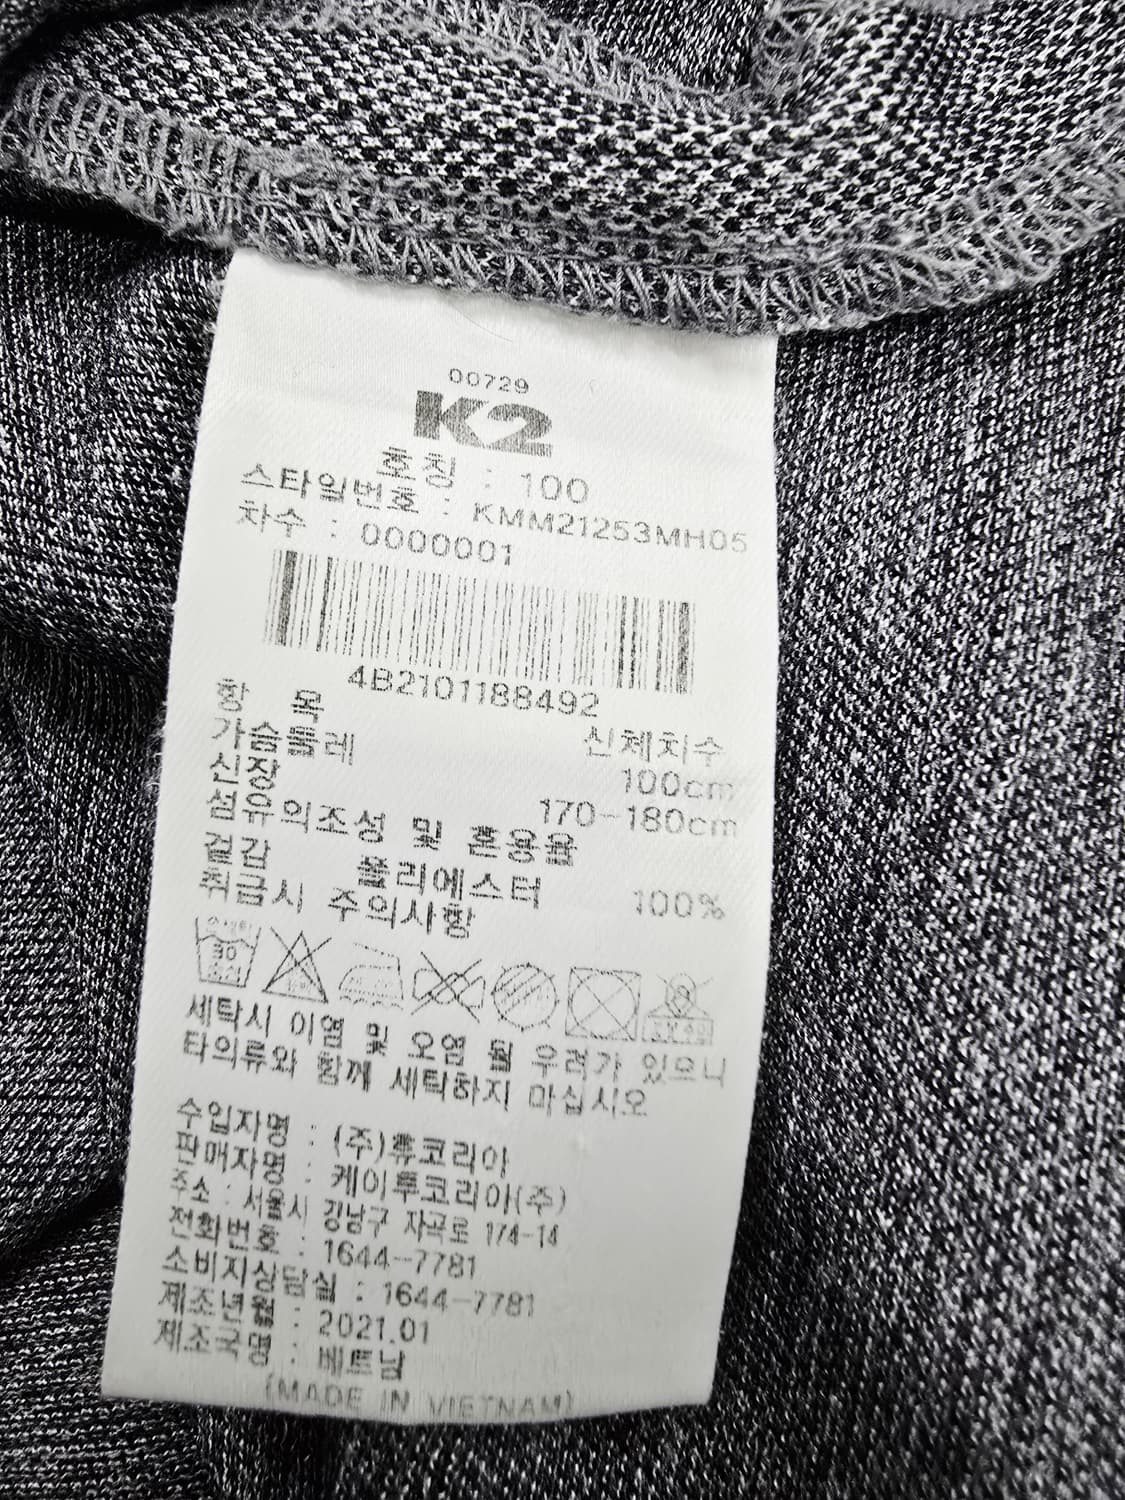 00729
K2
호칭 : 100
스타일번호 : KMM21253MH05
차수 : 0000001
4B2101188492
항 목 신체치수
가슴둘레 100cm
신장 170-180cm
섬유의조성 및 혼용율
겉감 폴리에스터 100%
취급시 주의사항
30
세탁시 이염 및 오염 될 우려가 있으니
타의류와 함께 세탁하지 마십시오
수입자명 : (주)휴코리아
판매자명 : 케이투코리아(주)
주소 : 서울시 강남구 자곡로 174-14
전화번호 : 1644-7781
소비자상담실 : 1644-7781
제조년월 : 2021.01
제조국명 : 베트남
(MADE IN VIETNAM)